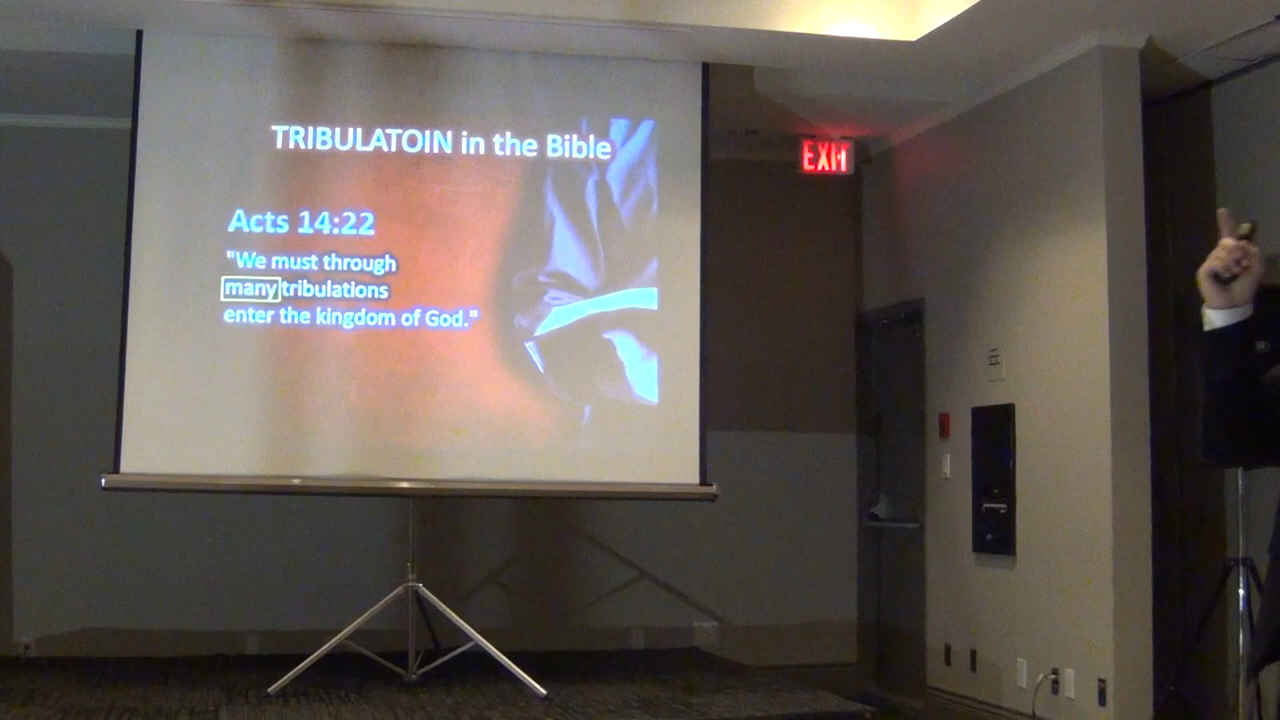 TRIBULATOIN in the Bible
Acts 14:22
"We must through
many tribulations
enter the kingdom of God."
EXIT